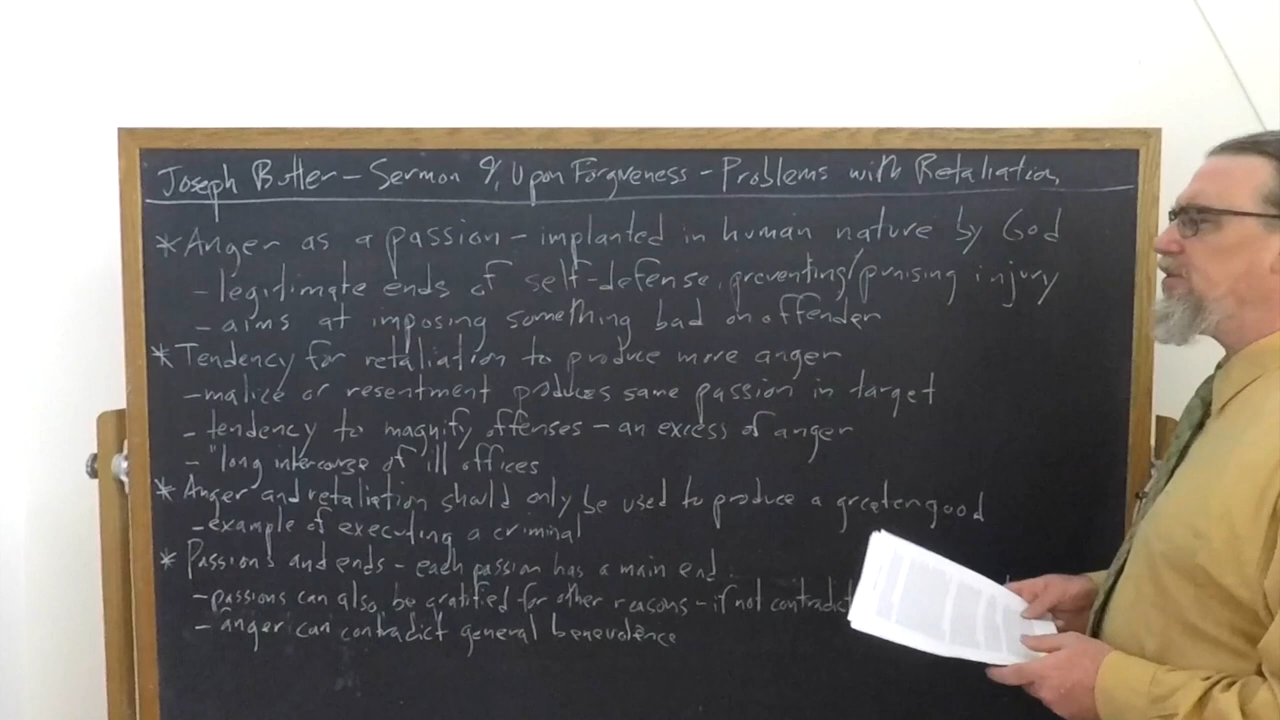 Joseph Butler - Sermon 9, Upon Forgiveness - Problems with Retaliation
* Anger as a passion - implanted in human nature by God
- legitimate ends of self-defense, preventing/punising injury
- aims at imposing something bad on offender
* Tendency for retaliation to produce more anger
- malice or resentment produces same passion in target
- tendency to magnify offenses - an excess of anger
- "long intercourse of ill offices
* Anger and retaliation should only be used to produce a greater good
- example of executing a criminal
* Passions and ends - each passion has a main end
- passions can also be gratified for other reasons - if not contradict
- anger can contradict general benevolence